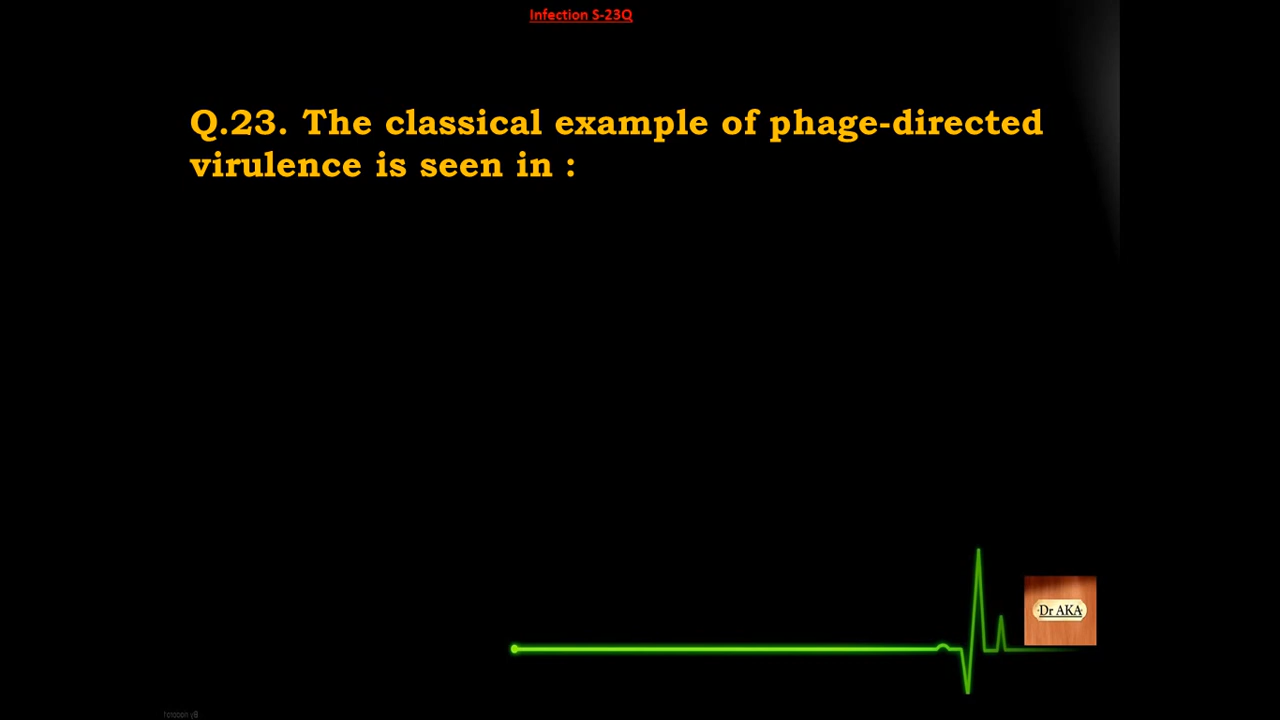 Infection S-23Q
Q.23. The classical example of phage-directed
virulence is seen in :
Dr AKA